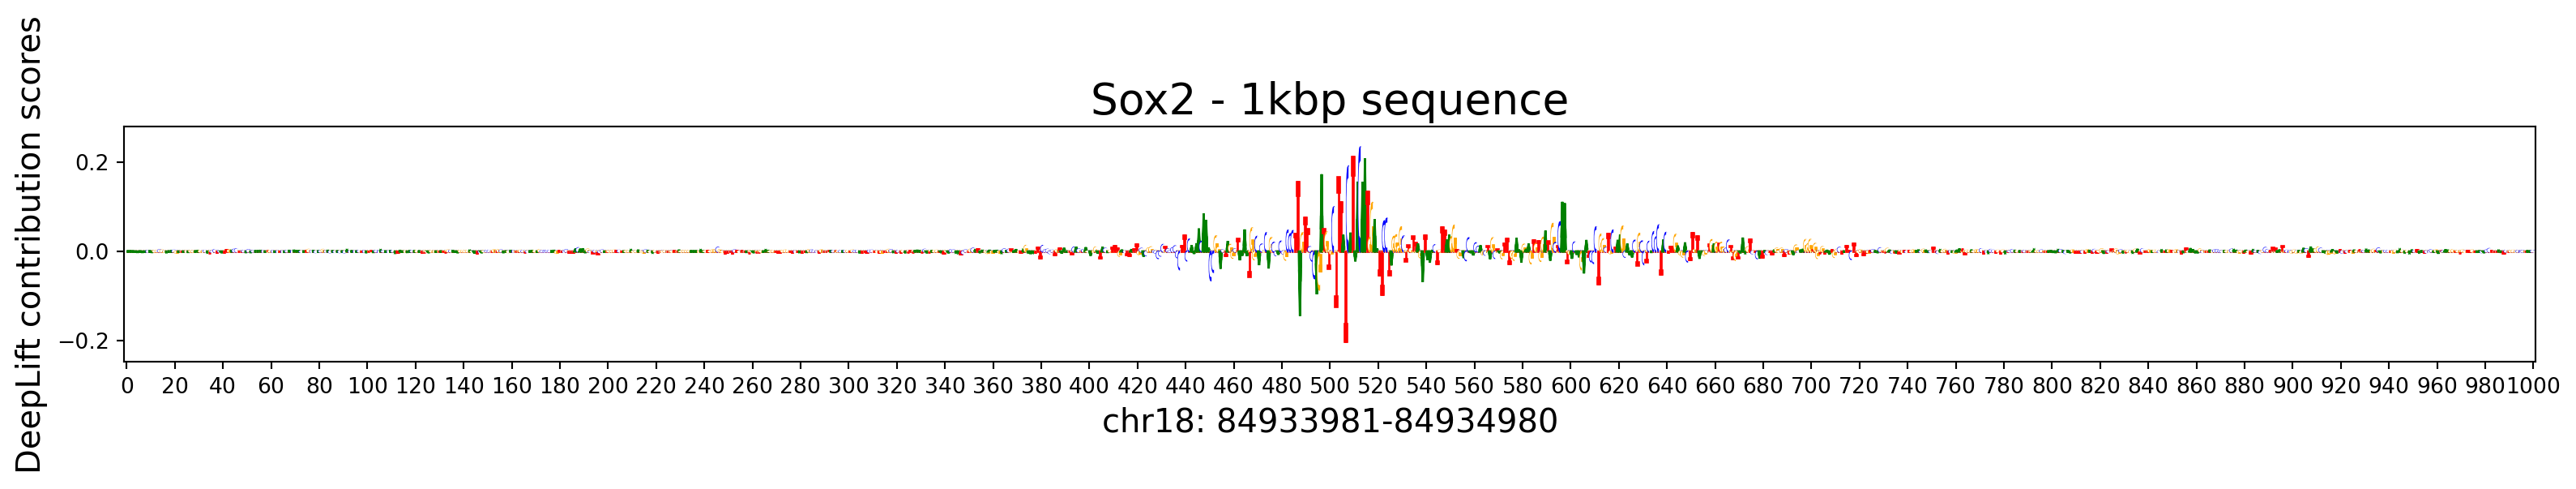 Sox2 - 1kbp sequence
DeepLift contribution scores
0.2
0.0
−0.2
0 20 40 60 80 100 120 140 160 180 200 220 240 260 280 300 320 340 360 380 400 420 440 460 480 500 520 540 560 580 600 620 640 660 680 700 720 740 760 780 800 820 840 860 880 900 920 940 960 980 1000
chr18: 84933981-84934980